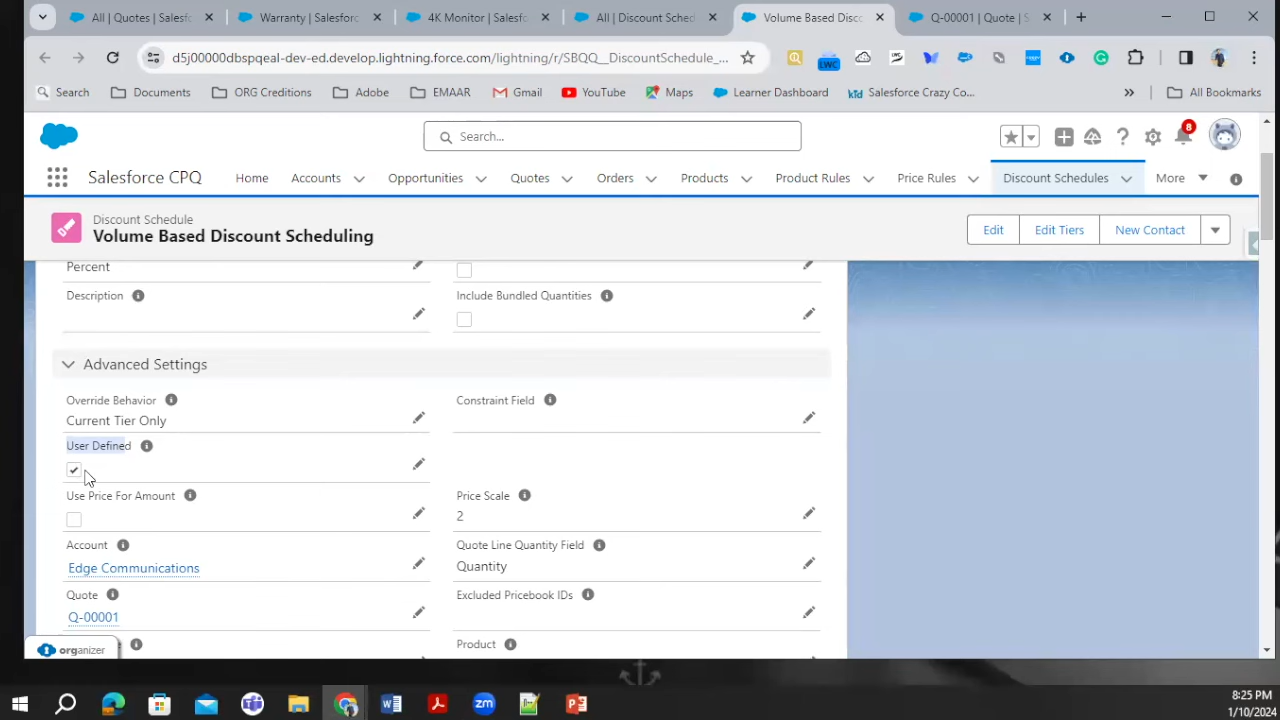 All | Quotes | Salesf
Warranty | Salesforc
4K Monitor | Salesfo
All | Discount Sched
Volume Based Disco
Q-00001 | Quote | S
d5j00000dbspqeal-dev-ed.develop.lightning.force.com/lightning/r/SBQQ__DiscountSchedule_...
LWC
Search
Documents
ORG Creditions
Adobe
EMAAR
Gmail
YouTube
Maps
Learner Dashboard
kid
Salesforce Crazy Co...
»
All Bookmarks
Search...
8
Salesforce CPQ
Home
Accounts
Opportunities
Quotes
Orders
Products
Product Rules
Price Rules
Discount Schedules
More
Discount Schedule
Volume Based Discount Scheduling
Edit
Edit Tiers
New Contact
Percent
Description
Include Bundled Quantities
Advanced Settings
Override Behavior
Constraint Field
Current Tier Only
User Defined
Use Price For Amount
Price Scale
2
Account
Quote Line Quantity Field
Edge Communications
Quantity
Quote
Excluded Pricebook IDs
Q-00001
Product
organizer
8:25 PM
1/10/2024